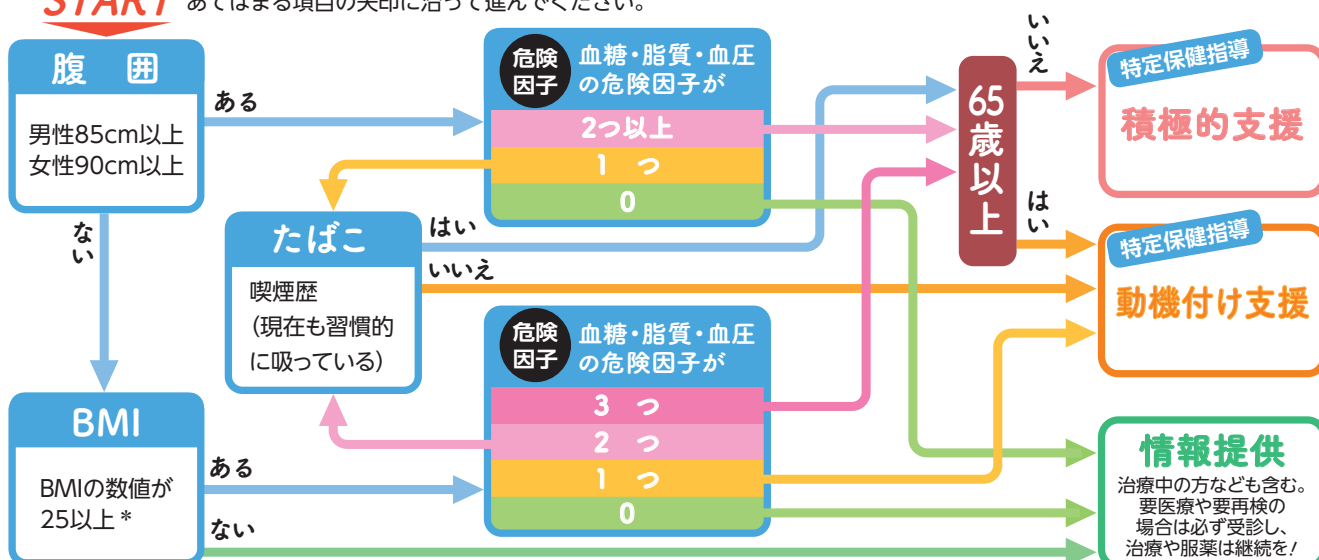 START あてはまる項目の矢印に沿って進んでください。
腹 囲
男性85cm以上
女性90cm以上
ある
ない
危険
因子
血糖・脂質・血圧
の危険因子が
2つ以上
1 つ
0
たばこ
喫煙歴
(現在も習慣的
に吸っている)
はい
いいえ
BMI
BMIの数値が
25以上*
ある
ない
危険
因子
血糖・脂質・血圧
の危険因子が
3 つ
2 つ
1 つ
0
65歳以上
いいえ
はい
特定保健指導
積極的支援
特定保健指導
動機付け支援
情報提供
治療中の方なども含む。
要医療や要再検の
場合は必ず受診し、
治療や服薬は継続を!